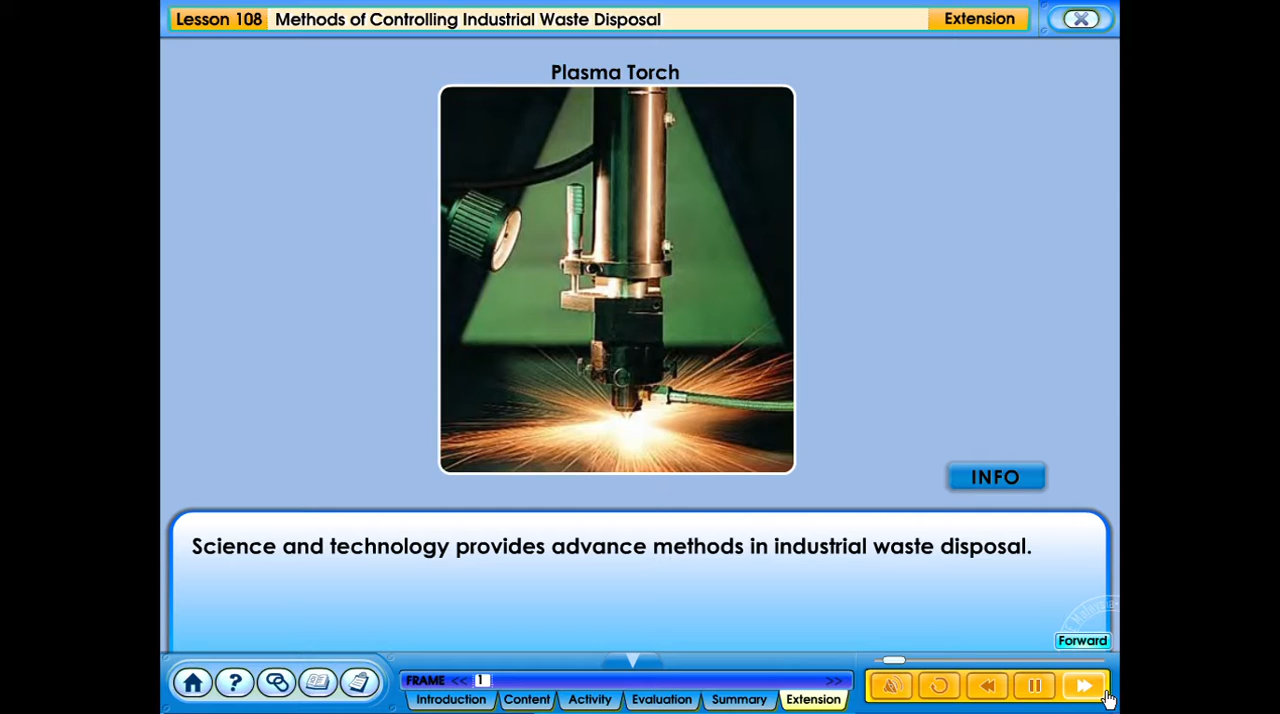 Lesson 108 Methods of Controlling Industrial Waste Disposal Extension
Plasma Torch
INFO
Science and technology provides advance methods in industrial waste disposal.
Forward
FRAME << 1 >>
Introduction Content Activity Evaluation Summary Extension